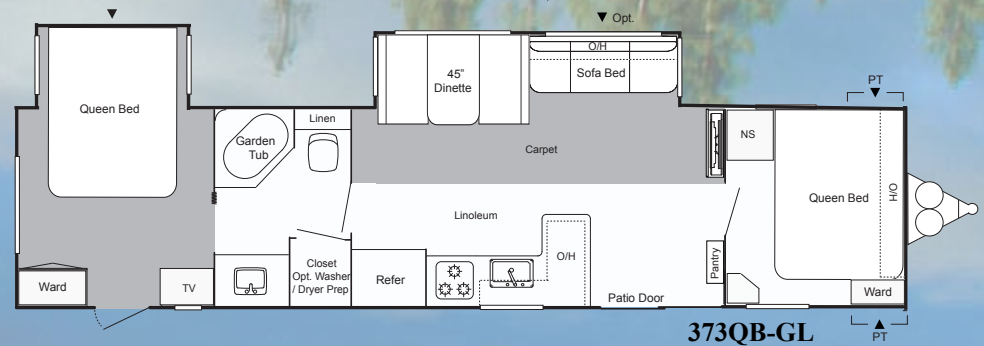 Opt.
O/H
45"
Dinette
Sofa Bed
PT
Queen Bed
Linen
Garden
Tub
NS
Carpet
Queen Bed
O/H
Linoleum
O/H
Closet
Opt. Washer
/ Dryer Prep
Refer
Pantry
Ward
TV
Ward
Patio Door
373QB-GL
PT